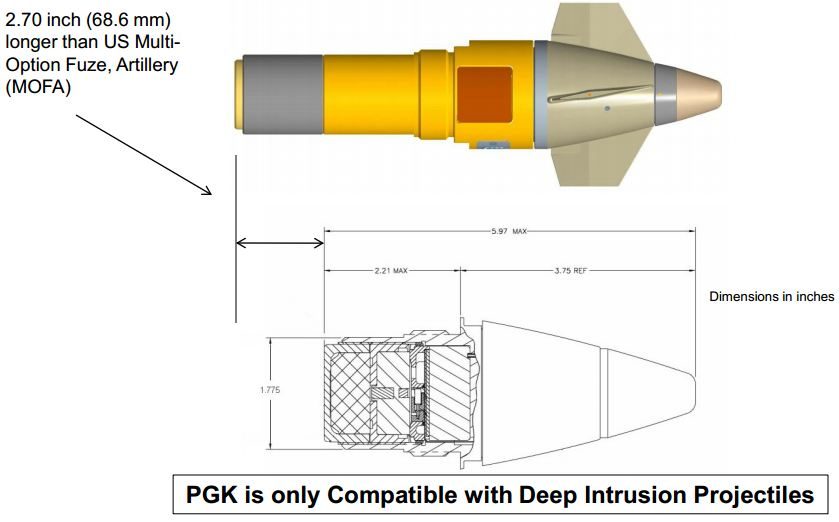 2.70 inch (68.6 mm)
longer than US Multi-
Option Fuze, Artillery
(MOFA)
5.97 MAX
2.21 MAX
3.75 REF
Dimensions in inches
1.775
PGK is only Compatible with Deep Intrusion Projectiles